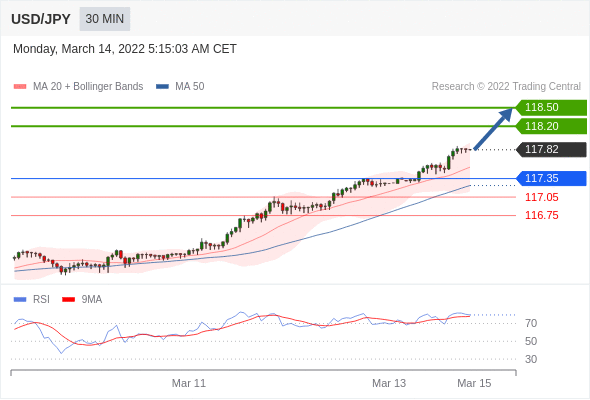 USD/JPY 30 MIN
Monday, March 14, 2022 5:15:03 AM CET
MA 20 + Bollinger Bands MA 50 Research © 2022 Trading Central
118.50
118.20
117.82
117.35
117.05
116.75
RSI 9MA
70
50
30
Mar 11 Mar 13 Mar 15